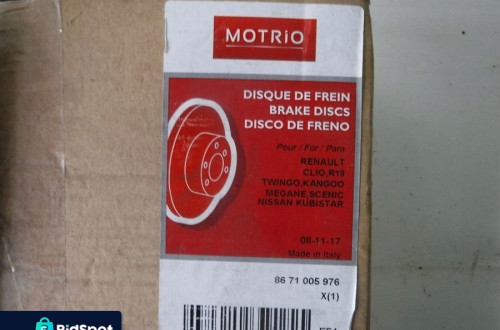 MOTRiO
DISQUE DE FREIN
BRAKE DISCS
DISCO DE FRENO
Pour / For / Para
RENAULT
CLIO,R19
TWINGO,KANGOO
MEGANE,SCENIC
NISSAN KUBISTAR
08-11-17
Made in Italy
86 71 005 976
X(1)
BidSpot